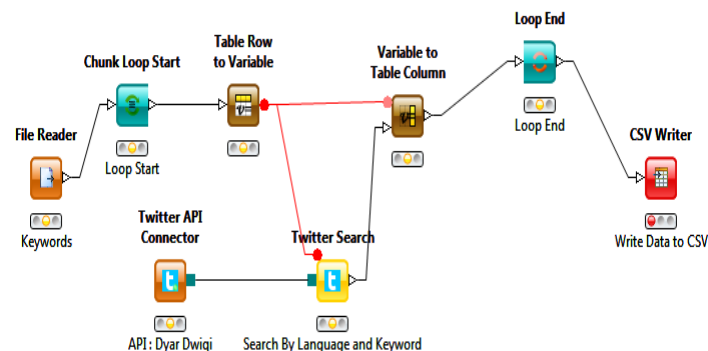 Loop End
Table Row
to Variable
Variable to
Table Column
Chunk Loop Start
File Reader
Loop End
CSV Writer
Loop Start
Twitter API
Connector
Twitter Search
Keywords
Write Data to CSV
API : Dyar Dwiqi
Search By Language and Keyword